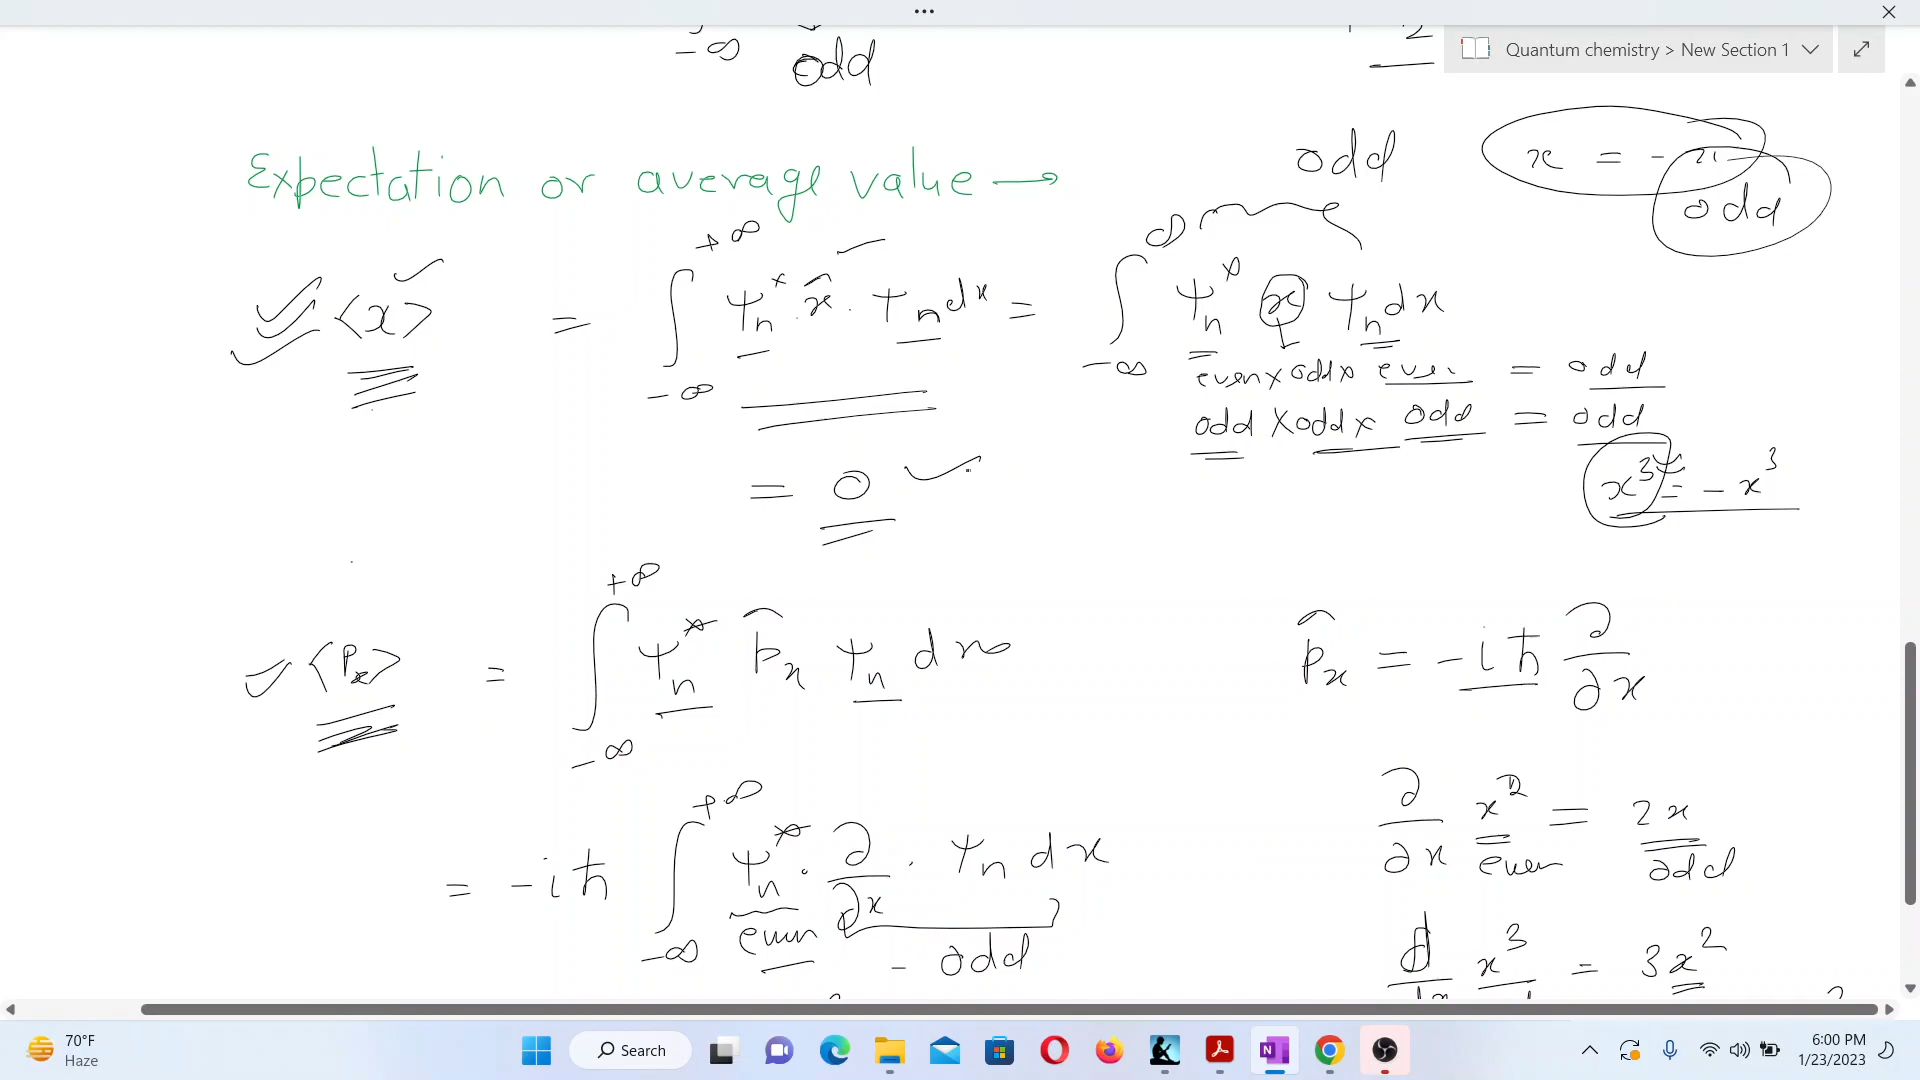 −∞ odd
2
Quantum chemistry > New Section 1
Expectation or average value →
odd
x = −x
odd
⟨x⟩ = ∫_{−∞}^{+∞} ψn* x̂ . ψn dx = ∫_{−∞}^{∞} ψn* x ψn dx
even x odd x even = odd
odd x odd x odd = odd
= 0
x³ = − x³
⟨Px⟩ = ∫_{−∞}^{+∞} ψn* p̂x ψn dx
p̂x = − iħ ∂/∂x
= − iħ ∫_{−∞}^{+∞} ψn* . ∂/∂x . ψn dx
even − odd
∂/∂x x² = 2x
even odd
d/dx x³ = 3x²
70°F
Haze
Search
6:00 PM
1/23/2023